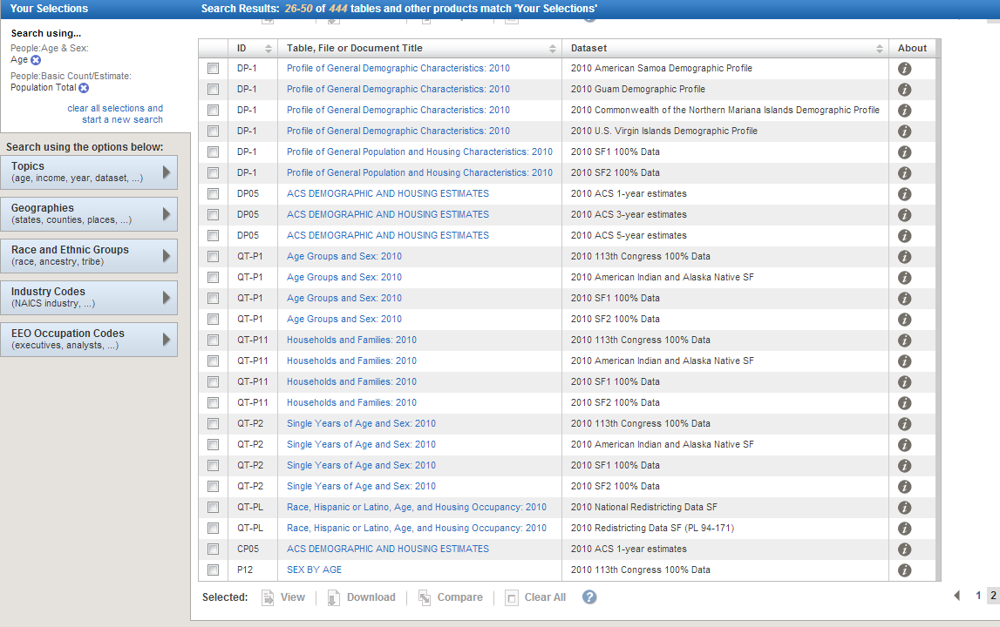 Your Selections
Search Results: 26-50 of 444 tables and other products match 'Your Selections'
Search using...
People:Age & Sex:
Age
People:Basic Count/Estimate:
Population Total
clear all selections and
start a new search
Search using the options below:
Topics
(age, income, year, dataset, ...)
Geographies
(states, counties, places, ...)
Race and Ethnic Groups
(race, ancestry, tribe)
Industry Codes
(NAICS industry, ...)
EEO Occupation Codes
(executives, analysts, ...)
ID Table, File or Document Title Dataset About
DP-1 Profile of General Demographic Characteristics: 2010 2010 American Samoa Demographic Profile
DP-1 Profile of General Demographic Characteristics: 2010 2010 Guam Demographic Profile
DP-1 Profile of General Demographic Characteristics: 2010 2010 Commonwealth of the Northern Mariana Islands Demographic Profile
DP-1 Profile of General Demographic Characteristics: 2010 2010 U.S. Virgin Islands Demographic Profile
DP-1 Profile of General Population and Housing Characteristics: 2010 2010 SF1 100% Data
DP-1 Profile of General Population and Housing Characteristics: 2010 2010 SF2 100% Data
DP05 ACS DEMOGRAPHIC AND HOUSING ESTIMATES 2010 ACS 1-year estimates
DP05 ACS DEMOGRAPHIC AND HOUSING ESTIMATES 2010 ACS 3-year estimates
DP05 ACS DEMOGRAPHIC AND HOUSING ESTIMATES 2010 ACS 5-year estimates
QT-P1 Age Groups and Sex: 2010 2010 113th Congress 100% Data
QT-P1 Age Groups and Sex: 2010 2010 American Indian and Alaska Native SF
QT-P1 Age Groups and Sex: 2010 2010 SF1 100% Data
QT-P1 Age Groups and Sex: 2010 2010 SF2 100% Data
QT-P11 Households and Families: 2010 2010 113th Congress 100% Data
QT-P11 Households and Families: 2010 2010 American Indian and Alaska Native SF
QT-P11 Households and Families: 2010 2010 SF1 100% Data
QT-P11 Households and Families: 2010 2010 SF2 100% Data
QT-P2 Single Years of Age and Sex: 2010 2010 113th Congress 100% Data
QT-P2 Single Years of Age and Sex: 2010 2010 American Indian and Alaska Native SF
QT-P2 Single Years of Age and Sex: 2010 2010 SF1 100% Data
QT-P2 Single Years of Age and Sex: 2010 2010 SF2 100% Data
QT-PL Race, Hispanic or Latino, Age, and Housing Occupancy: 2010 2010 National Redistricting Data SF
QT-PL Race, Hispanic or Latino, Age, and Housing Occupancy: 2010 2010 Redistricting Data SF (PL 94-171)
CP05 ACS DEMOGRAPHIC AND HOUSING ESTIMATES 2010 ACS 1-year estimates
P12 SEX BY AGE 2010 113th Congress 100% Data
Selected: View Download Compare Clear All ? 1 2